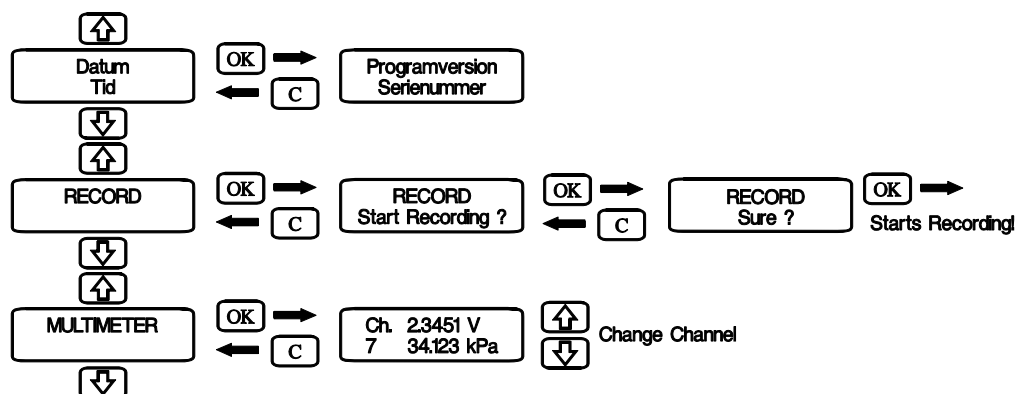 Datum
Tid
OK
C
Programversion
Serienummer
RECORD
OK
C
RECORD
Start Recording ?
OK
C
RECORD
Sure ?
OK
Starts Recording!
MULTIMETER
OK
C
Ch. 2.3451 V
7 34.123 kPa
Change Channel